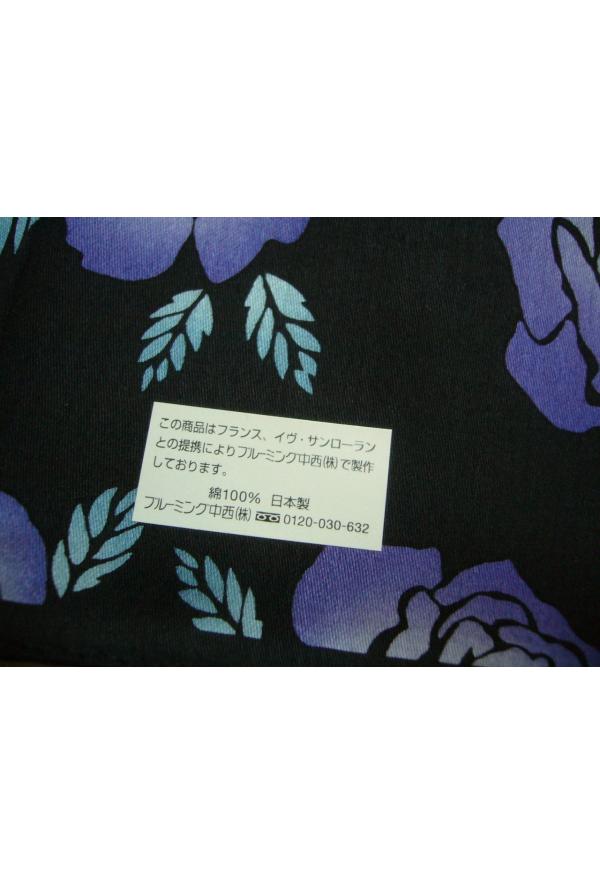 この商品はフランス、イヴ・サンローラン
との提携によりブルーミング中西(株)で製作
しております。
綿100% 日本製
ブルーミング中西(株) 0120-030-632